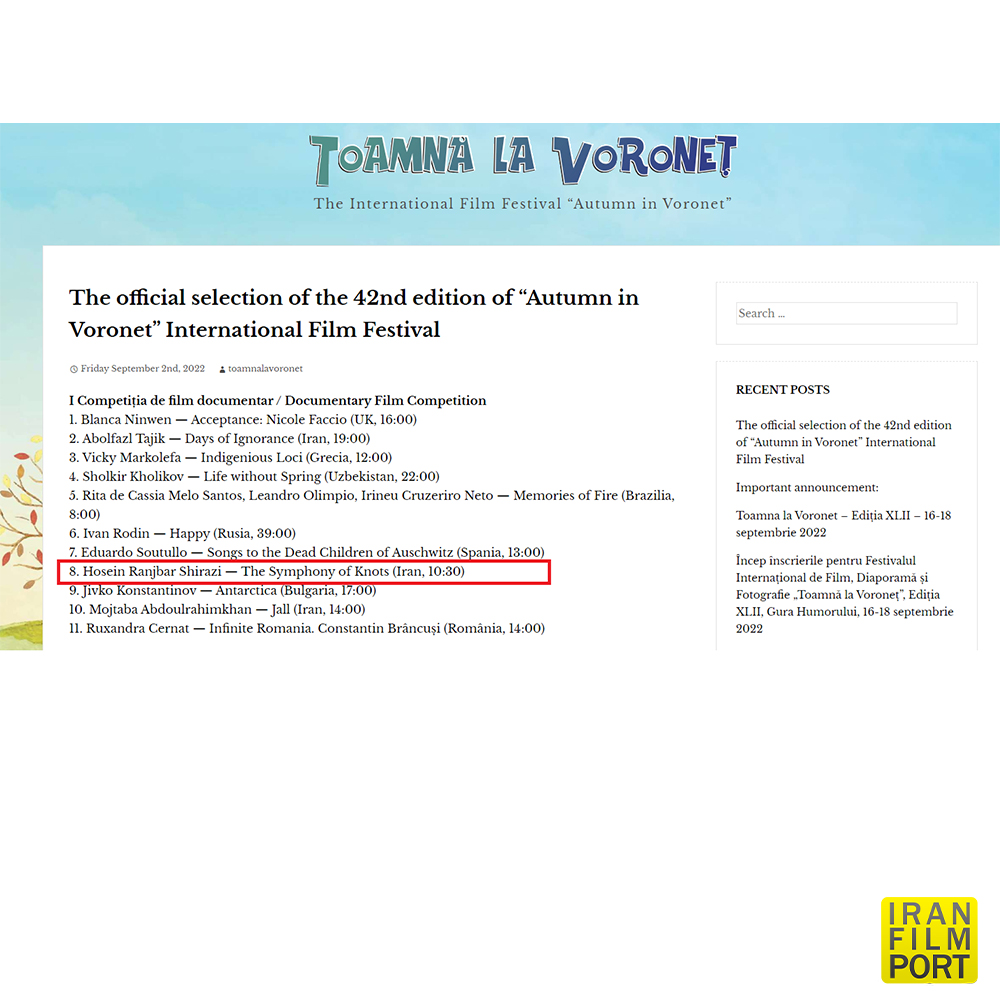 TOAMNĂ LA VORONEȚ
The International Film Festival “Autumn in Voronet”
The official selection of the 42nd edition of “Autumn in
Voronet” International Film Festival
Friday September 2nd, 2022 toamnalavoronet
I Competiția de film documentar / Documentary Film Competition
1. Blanca Ninwen — Acceptance: Nicole Faccio (UK, 16:00)
2. Abolfazl Tajik — Days of Ignorance (Iran, 19:00)
3. Vicky Markolefa — Indigenious Loci (Grecia, 12:00)
4. Sholkir Kholikov — Life without Spring (Uzbekistan, 22:00)
5. Rita de Cassia Melo Santos, Leandro Olimpio, Irineu Cruzeriro Neto — Memories of Fire (Brazilia,
8:00)
6. Ivan Rodin — Happy (Rusia, 39:00)
7. Eduardo Soutullo — Songs to the Dead Children of Auschwitz (Spania, 13:00)
8. Hosein Ranjbar Shirazi — The Symphony of Knots (Iran, 10:30)
9. Jivko Konstantinov — Antarctica (Bulgaria, 17:00)
10. Mojtaba Abdoulrahimkhan — Jall (Iran, 14:00)
11. Ruxandra Cernat — Infinite Romania. Constantin Brâncuși (România, 14:00)
Search …
RECENT POSTS
The official selection of the 42nd edition
of “Autumn in Voronet” International
Film Festival
Important announcement:
Toamna la Voronet – Ediția XLII – 16-18
septembrie 2022
Încep înscrierile pentru Festivalul
Internațional de Film, Diaporamă și
Fotografie „Toamnă la Voroneț”, Ediția
XLII, Gura Humorului, 16-18 septembrie
2022
IRAN
FILM
PORT